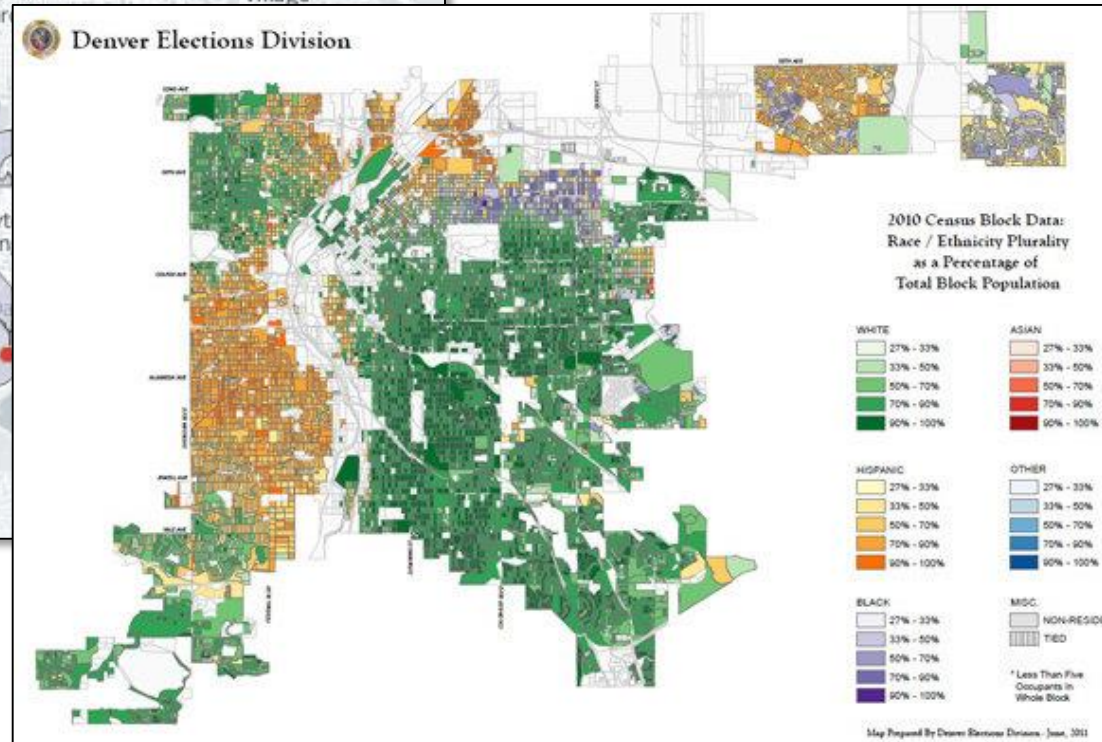 Denver Elections Division
2010 Census Block Data:
Race / Ethnicity Plurality
as a Percentage of
Total Block Population
WHITE
27% - 33%
33% - 50%
50% - 70%
70% - 90%
90% - 100%
ASIAN
27% - 33%
33% - 50%
50% - 70%
70% - 90%
90% - 100%
HISPANIC
27% - 33%
33% - 50%
50% - 70%
70% - 90%
90% - 100%
OTHER
27% - 33%
33% - 50%
50% - 70%
70% - 90%
90% - 100%
BLACK
27% - 33%
33% - 50%
50% - 70%
70% - 90%
90% - 100%
MISC.
NON-RESIDE
TIED
* Less Than Five
Occupants in
Whole Block
Map Prepared By Denver Elections Division - June, 2011